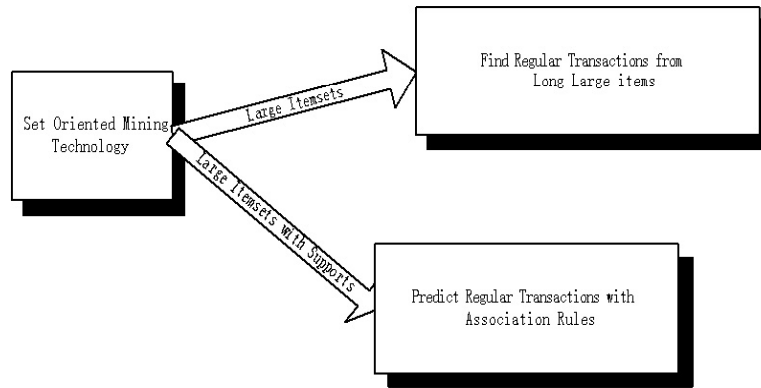 Set Oriented Mining
Technology
Large Itemsets
Find Regular Transactions from
Long Large items
Large Itemsets with Supports
Predict Regular Transactions with
Association Rules